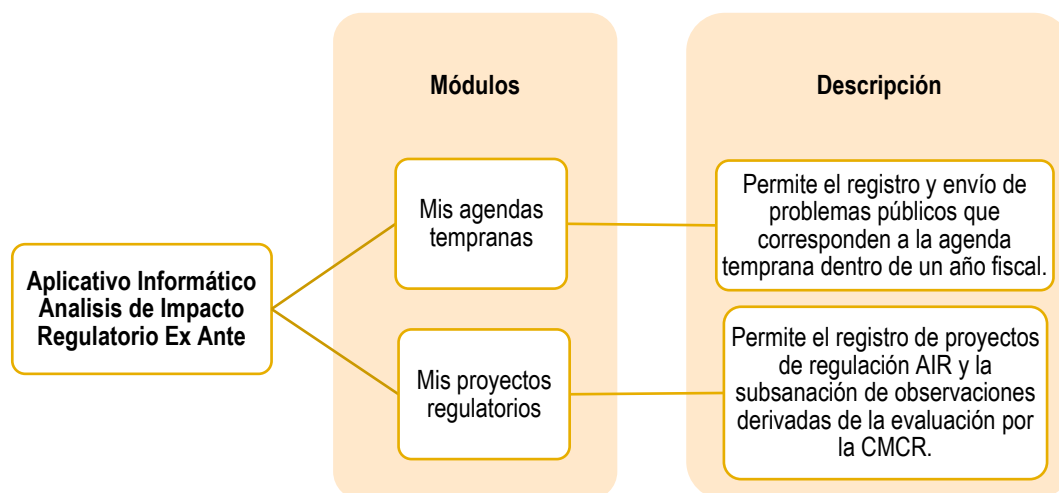 Módulos
Descripción
Aplicativo Informático
Analisis de Impacto
Regulatorio Ex Ante
Mis agendas
tempranas
Permite el registro y envío de
problemas públicos que
corresponden a la agenda
temprana dentro de un año fiscal.
Mis proyectos
regulatorios
Permite el registro de proyectos
de regulación AIR y la
subsanación de observaciones
derivadas de la evaluación por
la CMCR.